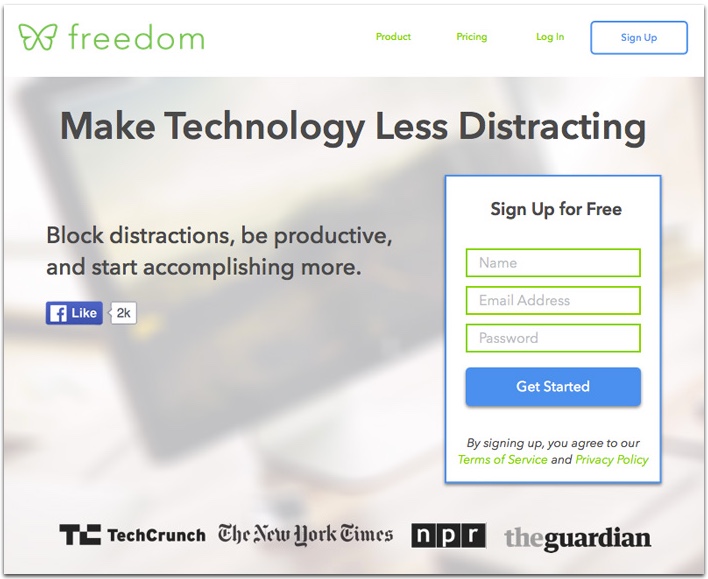 freedom
Product Pricing Log In Sign Up
Make Technology Less Distracting
Block distractions, be productive,
and start accomplishing more.
Like 2k
Sign Up for Free
Name
Email Address
Password
Get Started
By signing up, you agree to our
Terms of Service and Privacy Policy
TC TechCrunch The New York Times npr theguardian